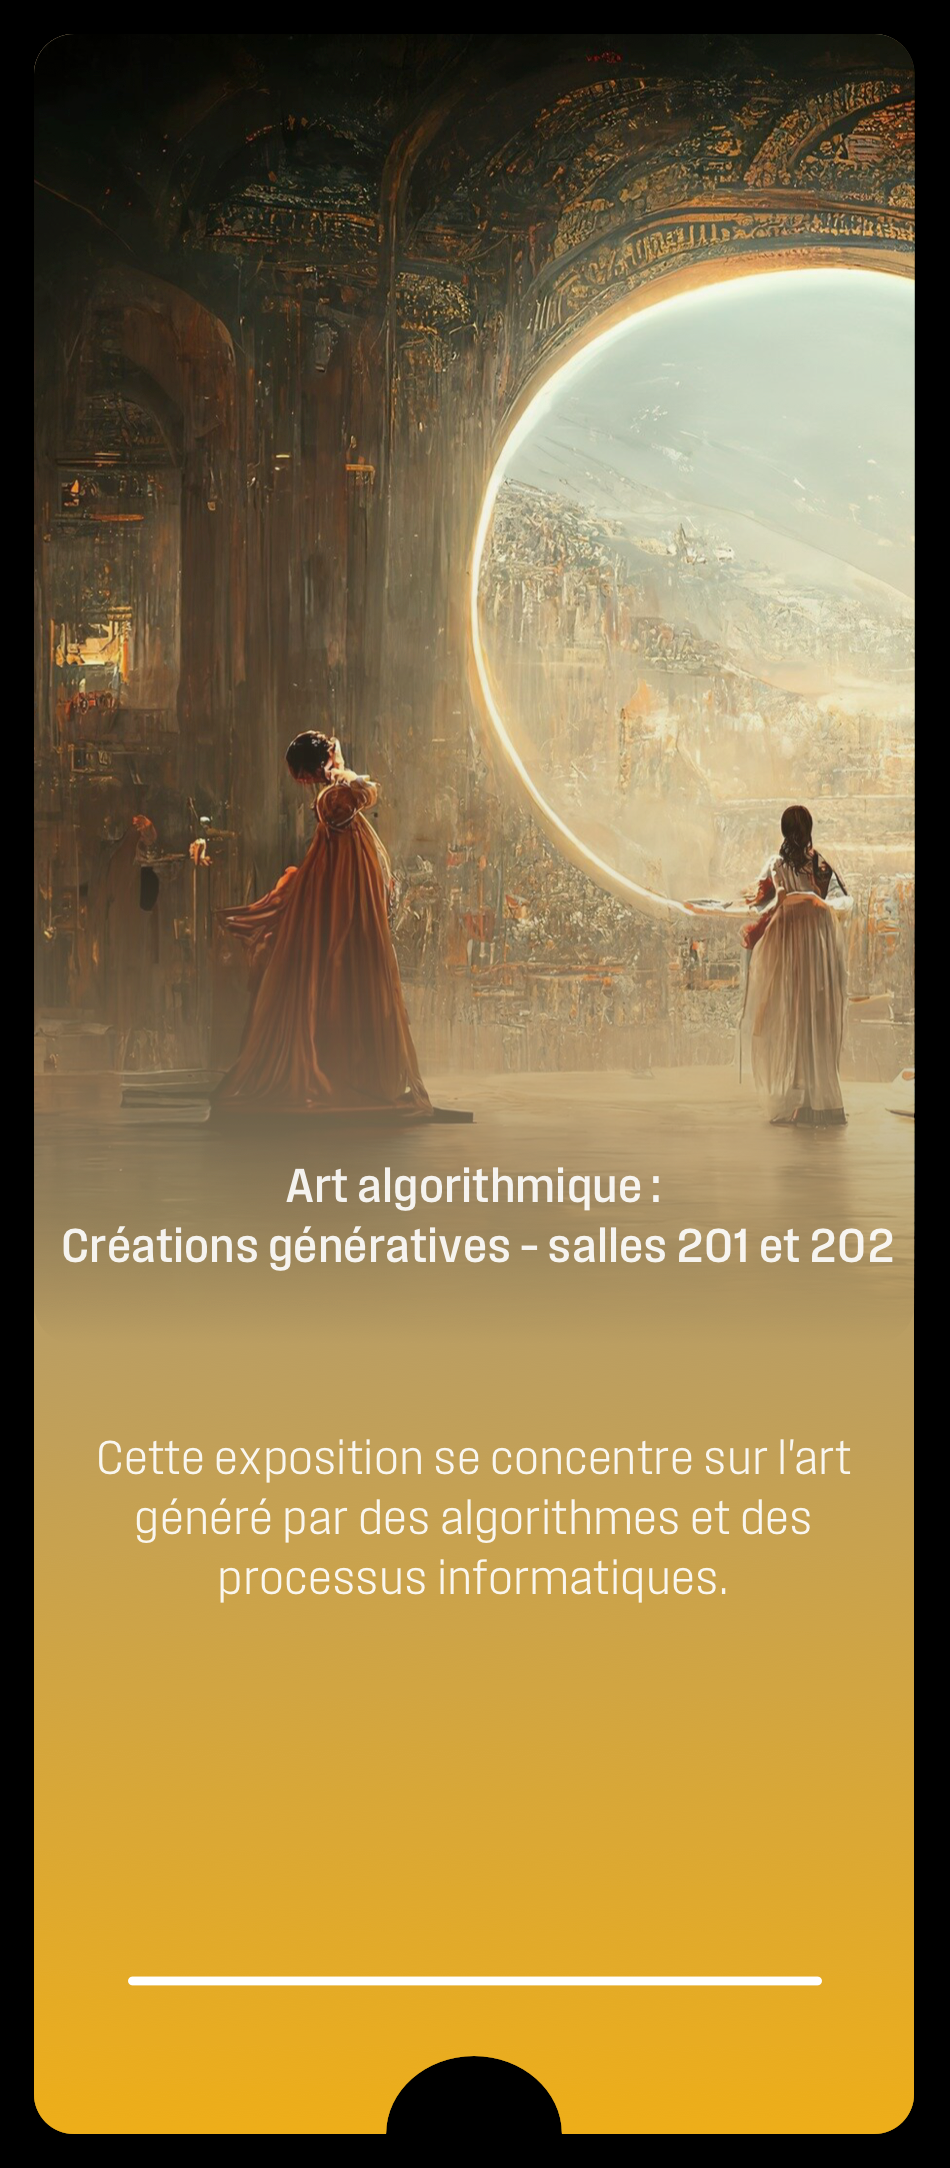 Art algorithmique :
Créations génératives - salles 201 et 202
Cette exposition se concentre sur l'art
généré par des algorithmes et des
processus informatiques.